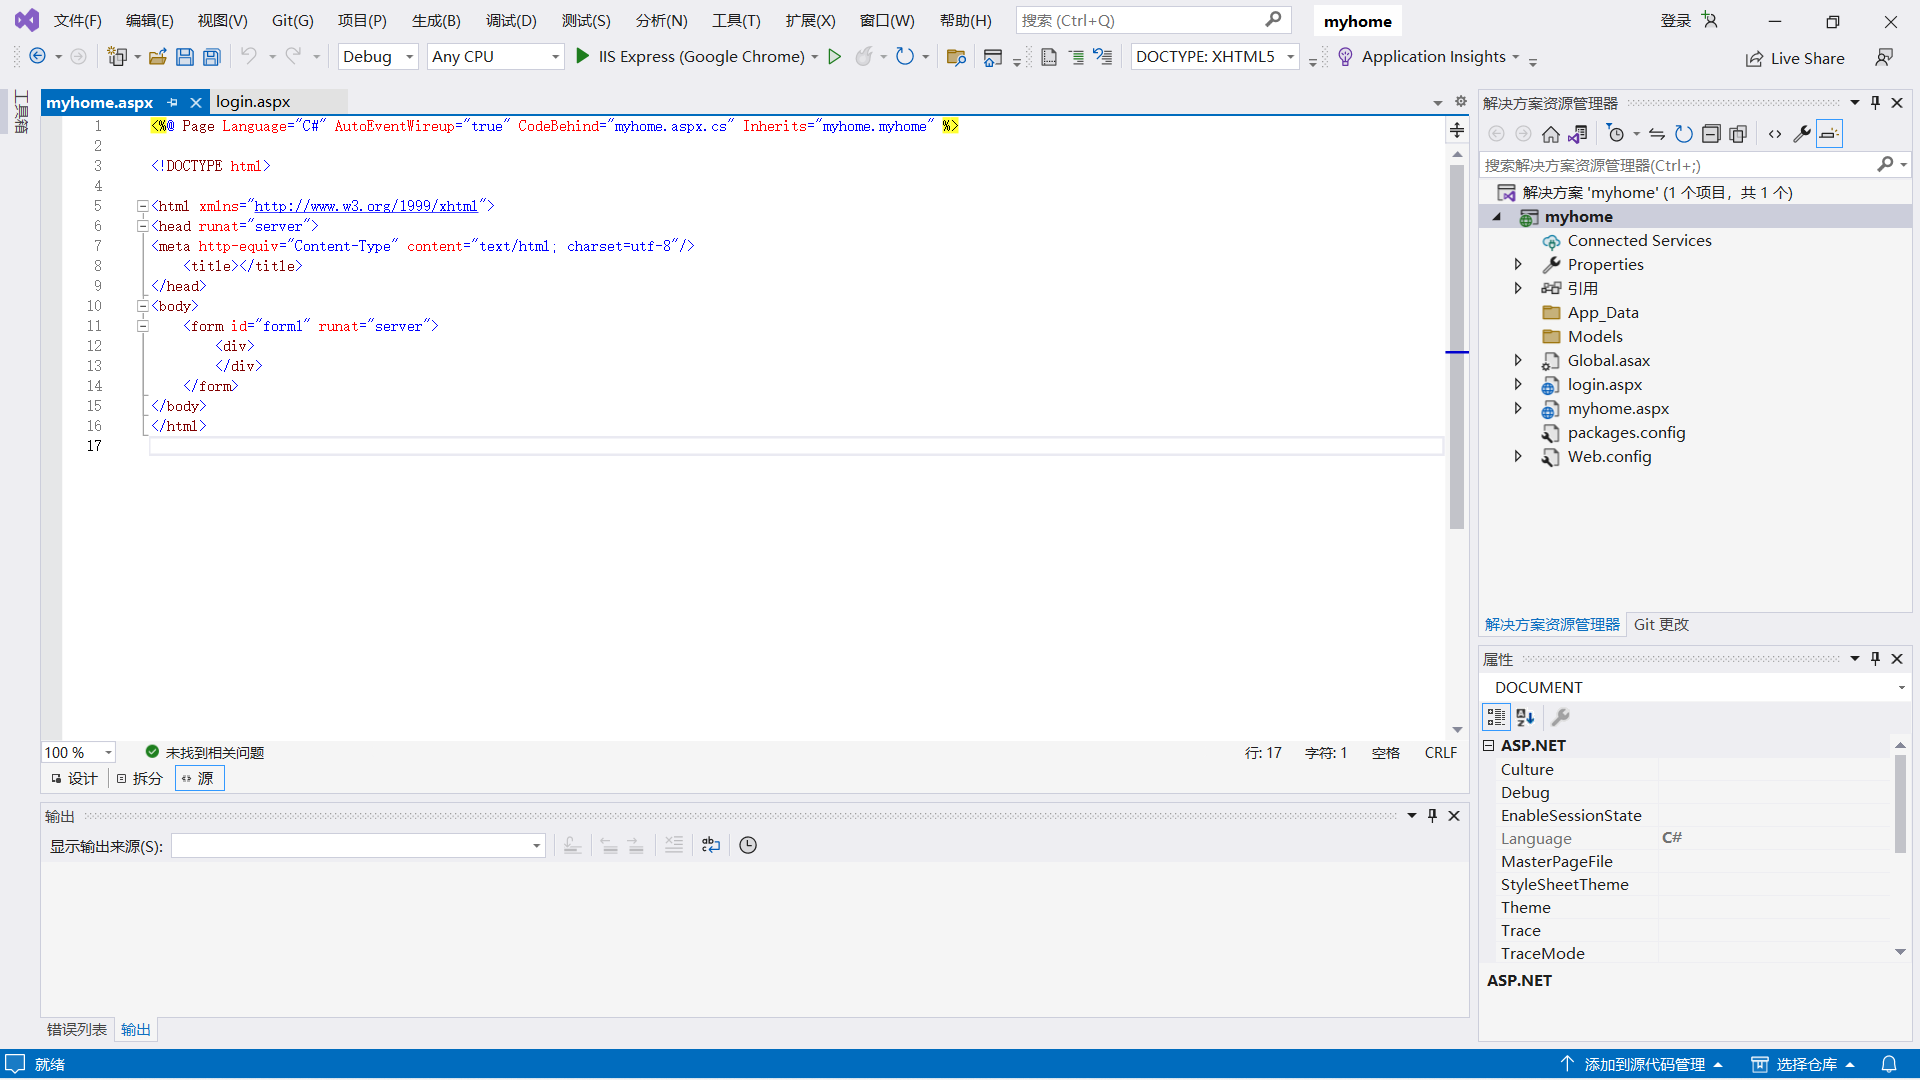 文件(F) 编辑(E) 视图(V) Git(G) 项目(P) 生成(B) 调试(D) 测试(S) 分析(N) 工具(T) 扩展(X) 窗口(W) 帮助(H) 搜索 (Ctrl+Q) myhome 登录
Debug Any CPU IIS Express (Google Chrome) DOCTYPE: XHTML5 Application Insights Live Share
工具箱
myhome.aspx login.aspx
1 <%@ Page Language="C#" AutoEventWireup="true" CodeBehind="myhome.aspx.cs" Inherits="myhome.myhome" %>
2
3 <!DOCTYPE html>
4
5 <html xmlns="http://www.w3.org/1999/xhtml">
6 <head runat="server">
7 <meta http-equiv="Content-Type" content="text/html; charset=utf-8"/>
8 <title></title>
9 </head>
10 <body>
11 <form id="form1" runat="server">
12 <div>
13 </div>
14 </form>
15 </body>
16 </html>
17
100 % 未找到相关问题 行: 17 字符: 1 空格 CRLF
设计 拆分 源
输出
显示输出来源(S):
错误列表 输出
解决方案资源管理器
搜索解决方案资源管理器(Ctrl+;)
解决方案 'myhome' (1 个项目，共 1 个)
myhome
Connected Services
Properties
引用
App_Data
Models
Global.asax
login.aspx
myhome.aspx
packages.config
Web.config
解决方案资源管理器 Git 更改
属性
DOCUMENT
ASP.NET
Culture
Debug
EnableSessionState
Language C#
MasterPageFile
StyleSheetTheme
Theme
Trace
TraceMode
ASP.NET
就绪 添加到源代码管理 选择仓库